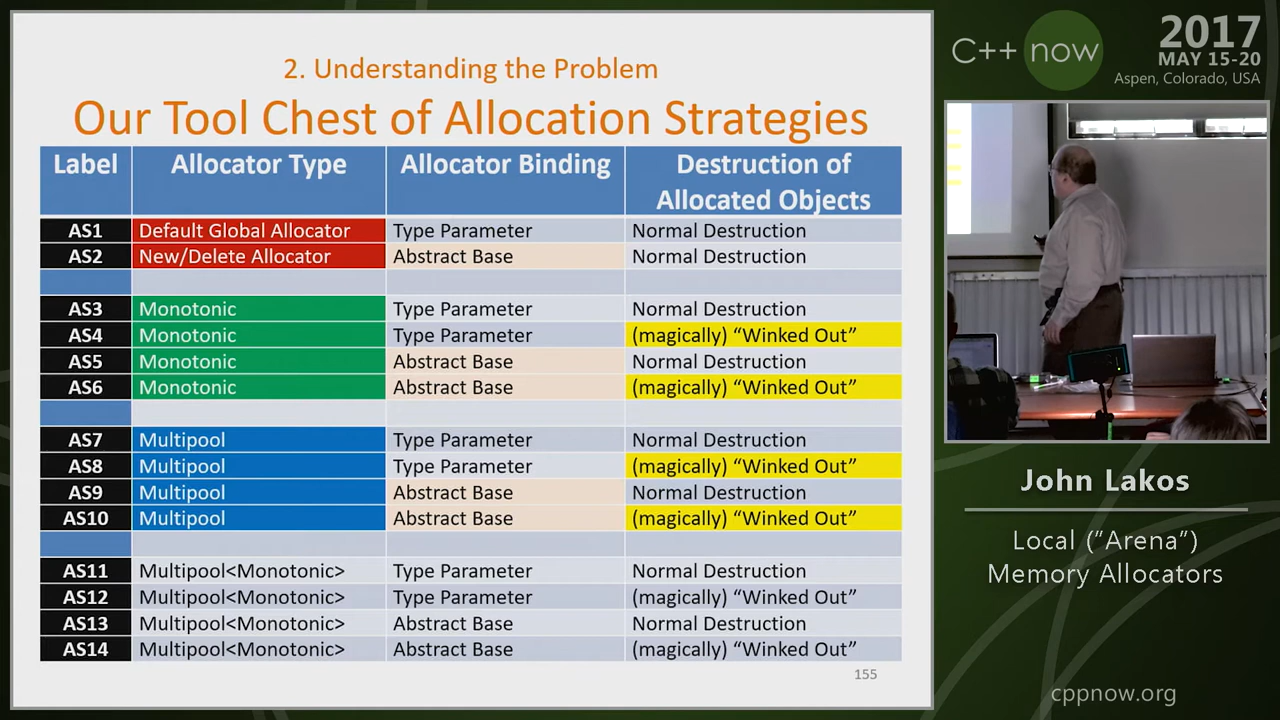 2. Understanding the Problem
Our Tool Chest of Allocation Strategies
Label Allocator Type Allocator Binding Destruction of Allocated Objects
AS1 Default Global Allocator Type Parameter Normal Destruction
AS2 New/Delete Allocator Abstract Base Normal Destruction
AS3 Monotonic Type Parameter Normal Destruction
AS4 Monotonic Type Parameter (magically) “Winked Out”
AS5 Monotonic Abstract Base Normal Destruction
AS6 Monotonic Abstract Base (magically) “Winked Out”
AS7 Multipool Type Parameter Normal Destruction
AS8 Multipool Type Parameter (magically) “Winked Out”
AS9 Multipool Abstract Base Normal Destruction
AS10 Multipool Abstract Base (magically) “Winked Out”
AS11 Multipool<Monotonic> Type Parameter Normal Destruction
AS12 Multipool<Monotonic> Type Parameter (magically) “Winked Out”
AS13 Multipool<Monotonic> Abstract Base Normal Destruction
AS14 Multipool<Monotonic> Abstract Base (magically) “Winked Out”
155
C++ now
2017
MAY 15-20
Aspen, Colorado, USA
John Lakos
Local (“Arena”)
Memory Allocators
cppnow.org